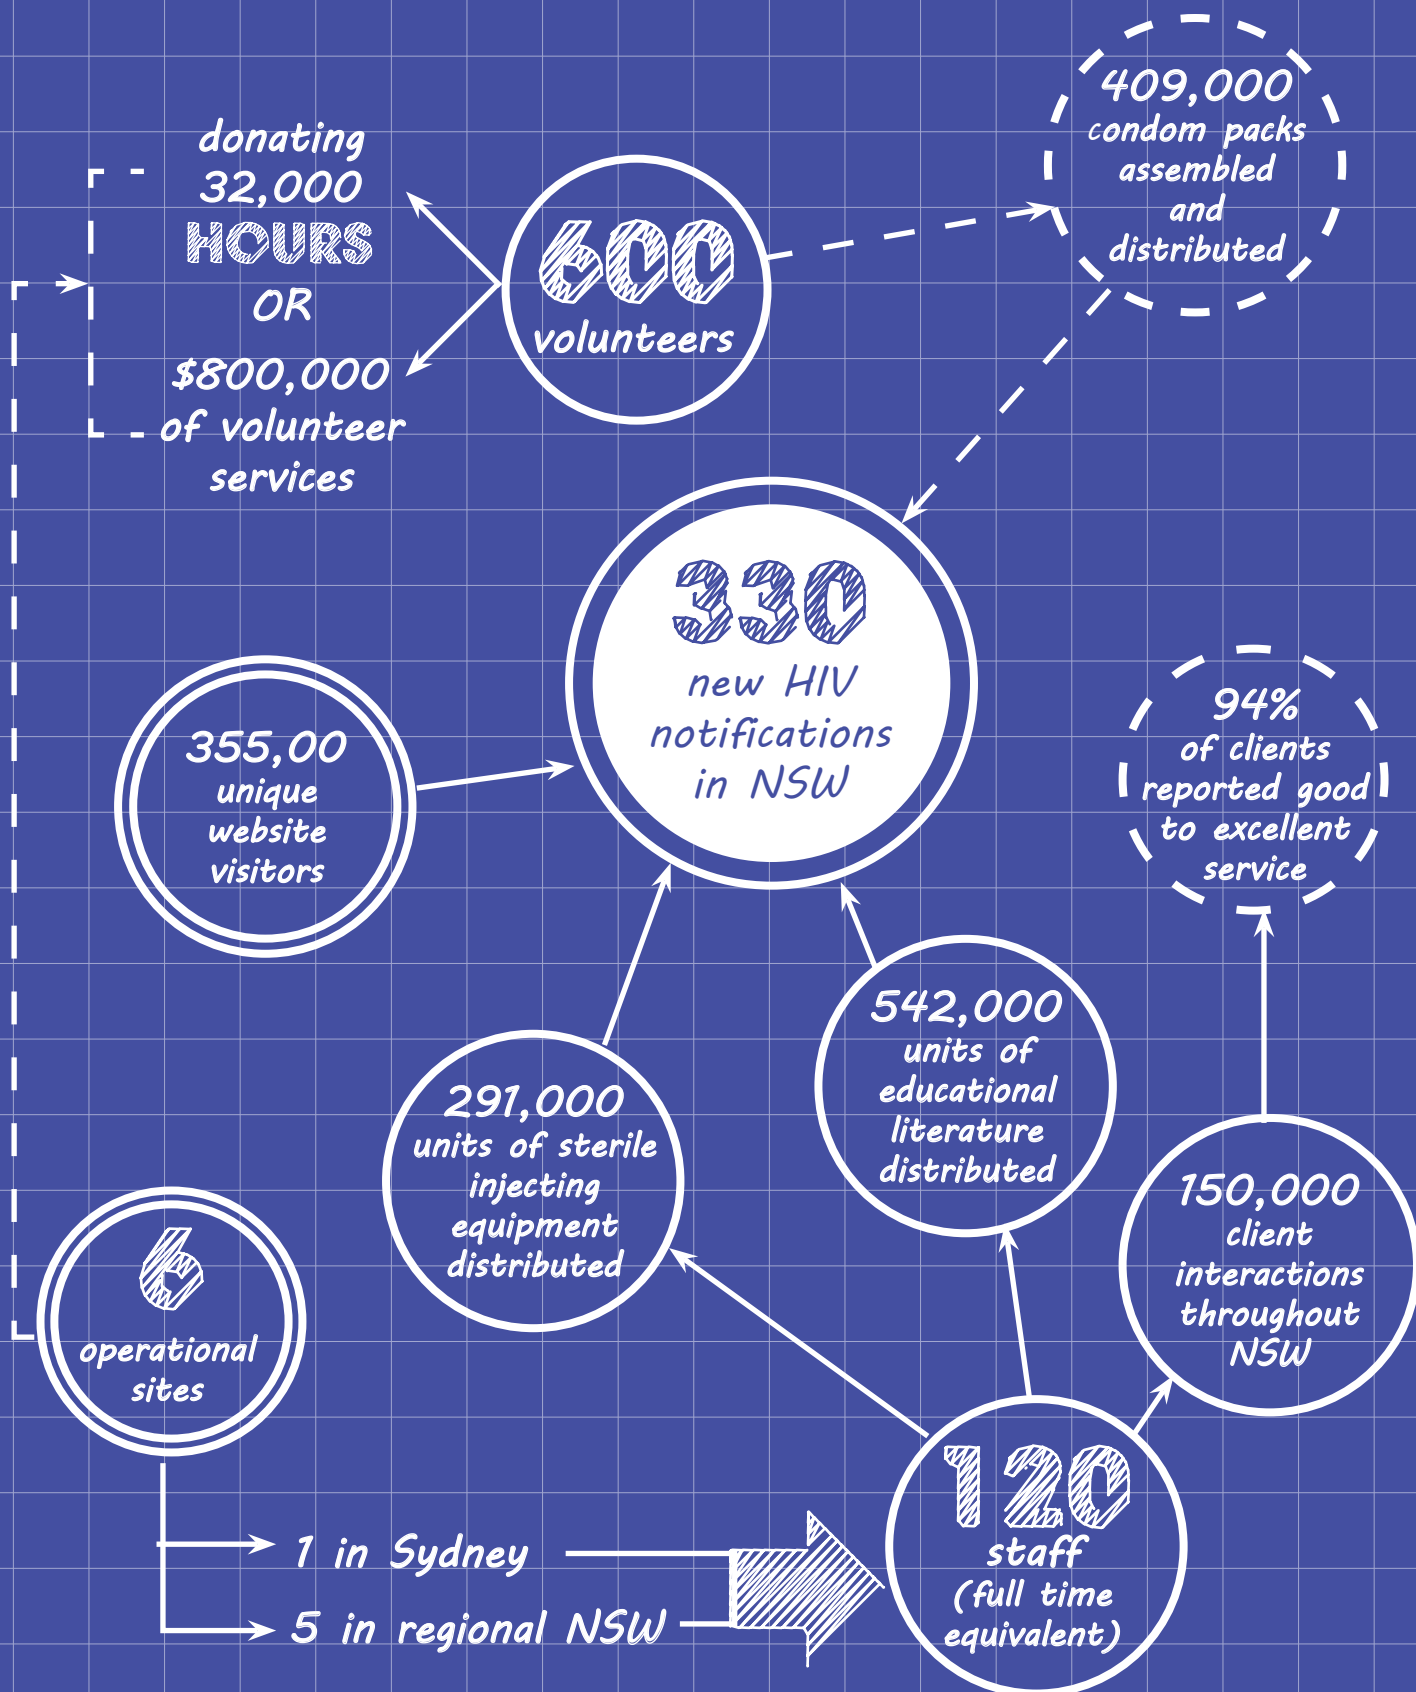 409,000
condom packs
assembled
and
distributed
donating
32,000
HOURS
OR
$800,000
of volunteer
services
600
volunteers
330
new HIV
notifications
in NSW
355,00
unique
website
visitors
94%
of clients
reported good
to excellent
service
542,000
units of
educational
literature
distributed
291,000
units of sterile
injecting
equipment
distributed
150,000
client
interactions
throughout
NSW
6
operational
sites
120
staff
(full time
equivalent)
1 in Sydney
5 in regional NSW